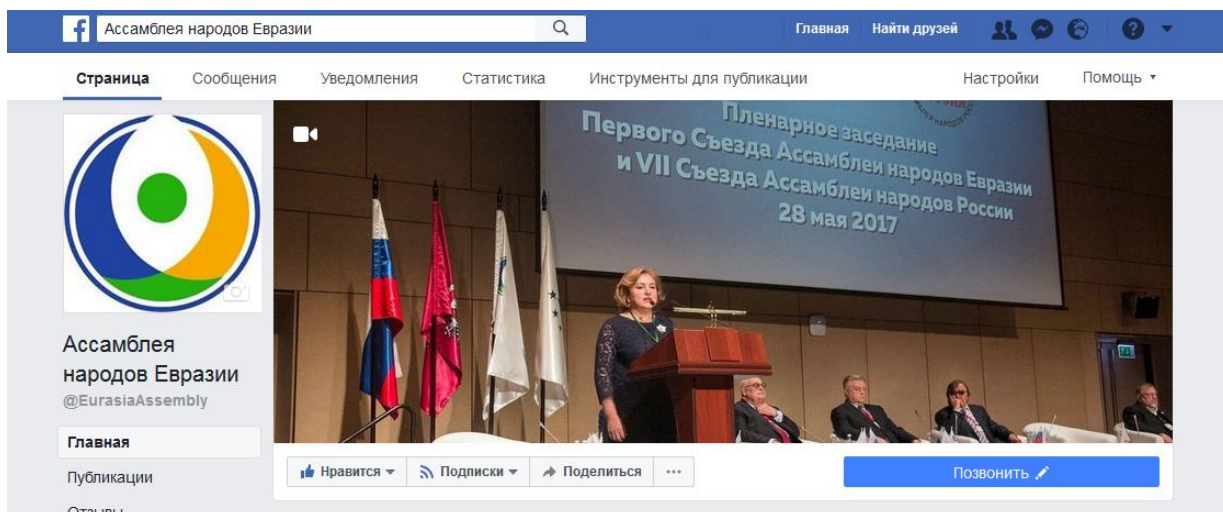 Ассамблея народов Евразии
Главная
Найти друзей
Страница
Сообщения
Уведомления
Статистика
Инструменты для публикации
Настройки
Помощь
Пленарное заседание
Первого Съезда Ассамблеи народов Евразии
и VII Съезда Ассамблеи народов России
28 мая 2017
Ассамблея
народов Евразии
@EurasiaAssembly
Главная
Публикации
Отзывы
Нравится
Подписки
Поделиться
Позвонить